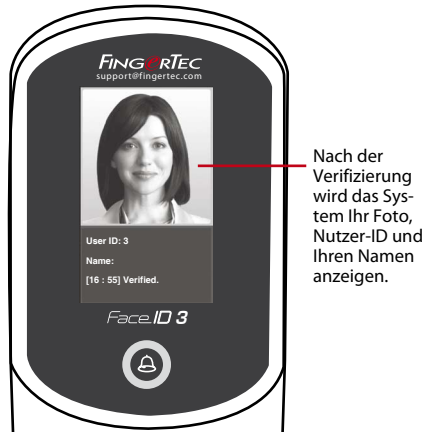 FINGERTEC
support@fingertec.com
User ID: 3
Name:
[16 : 55] Verified.
Face ID 3
Nach der
Verifizierung
wird das Sys-
tem Ihr Foto,
Nutzer-ID und
Ihren Namen
anzeigen.